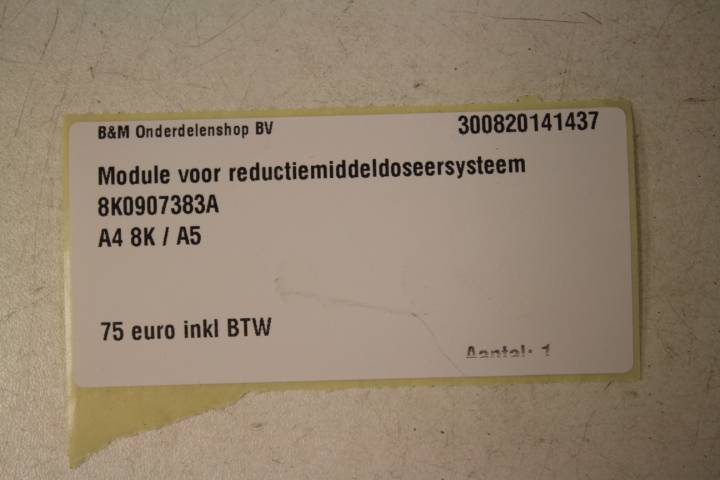 B&M Onderdelenshop BV 300820141437
Module voor reductiemiddeldoseersysteem
8K0907383A
A4 8K / A5
75 euro inkl BTW
Aantal: 1